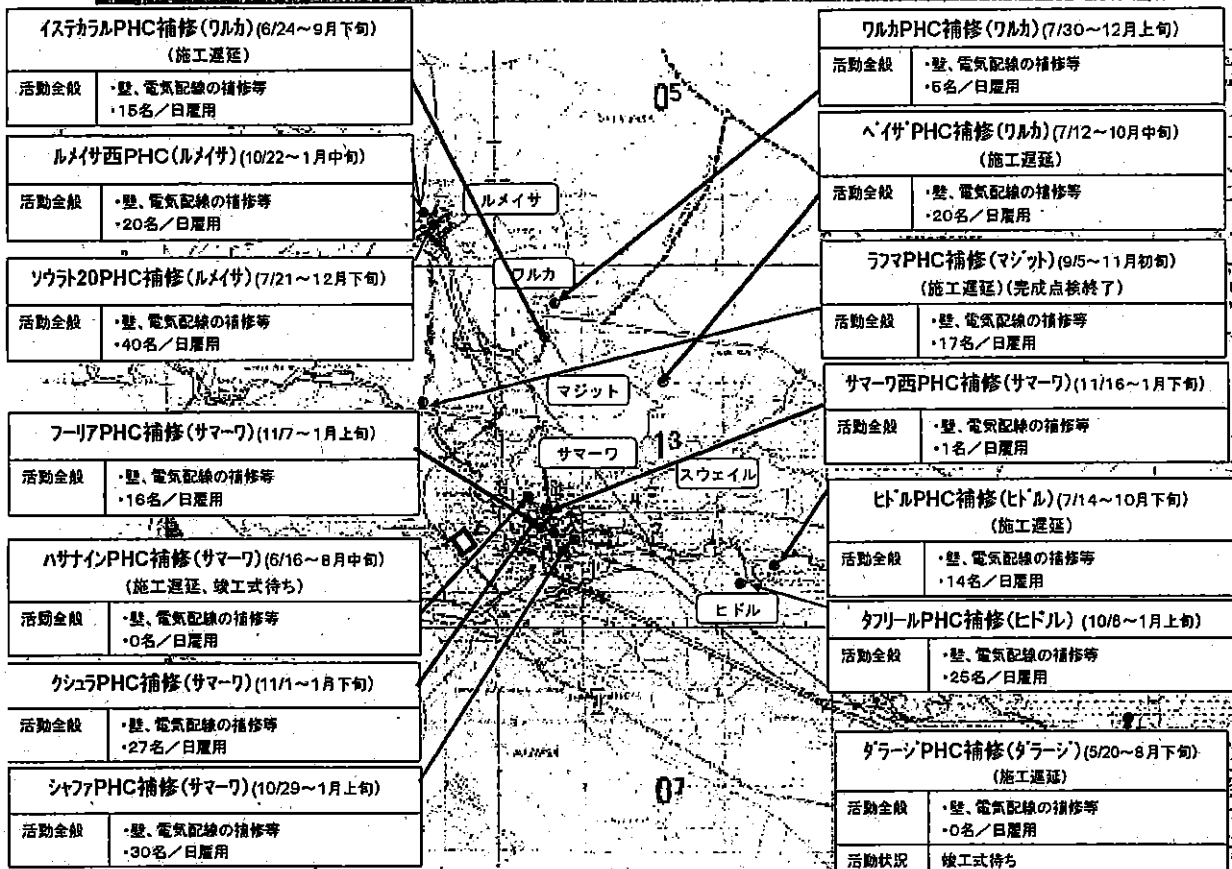 イステカラルPHC補修(ワルカ)(6/24~9月下旬)
(施工遅延)
活動全般
・壁、電気配線の補修等
・15名/日雇用
ルメイサ西PHC(ルメイサ)(10/22~1月中旬)
活動全般
・壁、電気配線の補修等
・20名/日雇用
ソウラト20PHC補修(ルメイサ)(7/21~12月下旬)
活動全般
・壁、電気配線の補修等
・40名/日雇用
フーリアPHC補修(サマーワ)(11/7~1月上旬)
活動全般
・壁、電気配線の補修等
・16名/日雇用
ハサナインPHC補修(サマーワ)(6/16~8月中旬)
(施工遅延、竣工式待ち)
活動全般
・壁、電気配線の補修等
・0名/日雇用
クシュラPHC補修(サマーワ)(11/1~1月下旬)
活動全般
・壁、電気配線の補修等
・27名/日雇用
シャファPHC補修(サマーワ)(10/29~1月上旬)
活動全般
・壁、電気配線の補修等
・30名/日雇用
ルメイサ
ワルカ
マジット
サマーワ
スウェイル
ヒドル
05
13
07
ワルカPHC補修(ワルカ)(7/30~12月上旬)
活動全般
・壁、電気配線の補修等
・5名/日雇用
ベイザPHC補修(ワルカ)(7/12~10月中旬)
(施工遅延)
活動全般
・壁、電気配線の補修等
・20名/日雇用
ラフマPHC補修(マジット)(9/5~11月初旬)
(施工遅延)(完成点検終了)
活動全般
・壁、電気配線の補修等
・17名/日雇用
サマーワ西PHC補修(サマーワ)(11/16~1月下旬)
活動全般
・壁、電気配線の補修等
・1名/日雇用
ヒドルPHC補修(ヒドル)(7/14~10月下旬)
(施工遅延)
活動全般
・壁、電気配線の補修等
・14名/日雇用
タフリールPHC補修(ヒドル)(10/6~1月上旬)
活動全般
・壁、電気配線の補修等
・25名/日雇用
ダラージPHC補修(ダラージ)(5/20~8月下旬)
(施工遅延)
活動全般
・壁、電気配線の補修等
・0名/日雇用
活動状況
竣工式待ち